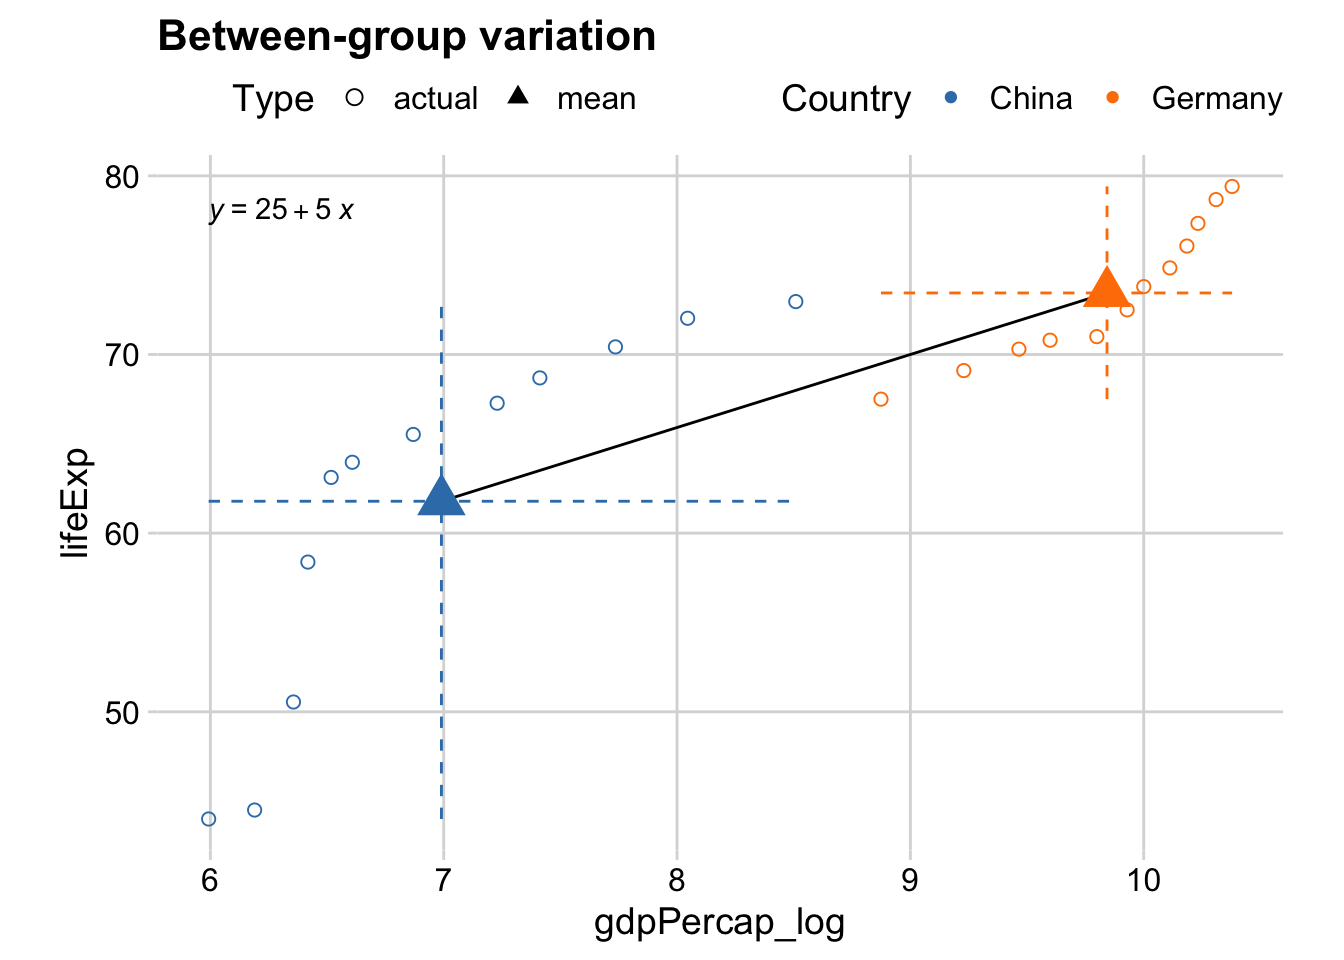 Between-group variation
Type actual mean Country China Germany
80
y = 25 + 5 x
70
60
50
lifeExp
6 7 8 9 10
gdpPercap_log